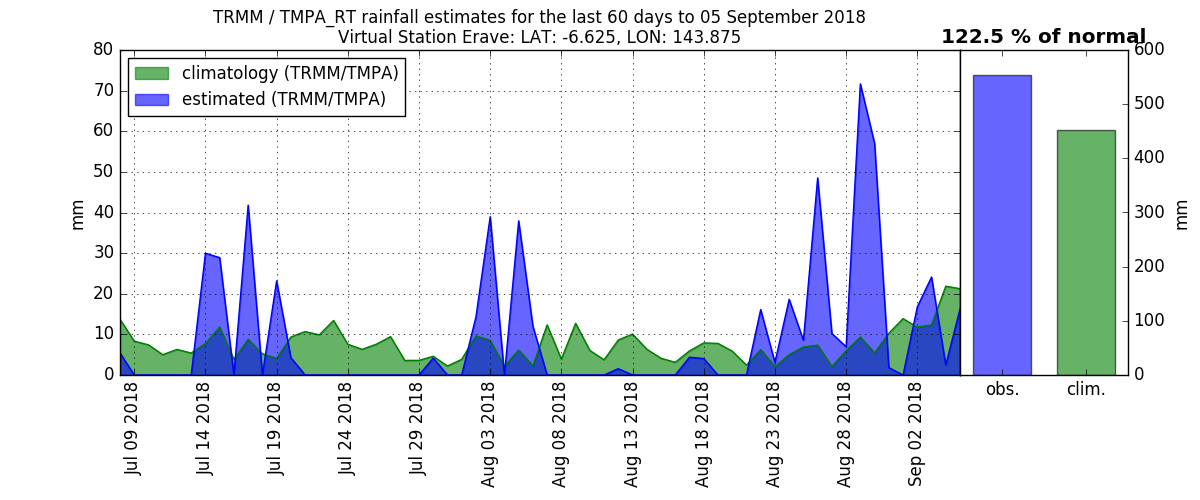 TRMM / TMPA_RT rainfall estimates for the last 60 days to 05 September 2018
Virtual Station Erave: LAT: -6.625, LON: 143.875
122.5 % of normal
climatology (TRMM/TMPA)
estimated (TRMM/TMPA)
mm
80
70
60
50
40
30
20
10
0
Jul 09 2018
Jul 14 2018
Jul 19 2018
Jul 24 2018
Jul 29 2018
Aug 03 2018
Aug 08 2018
Aug 13 2018
Aug 18 2018
Aug 23 2018
Aug 28 2018
Sep 02 2018
obs.
clim.
600
500
400
300
200
100
0
mm